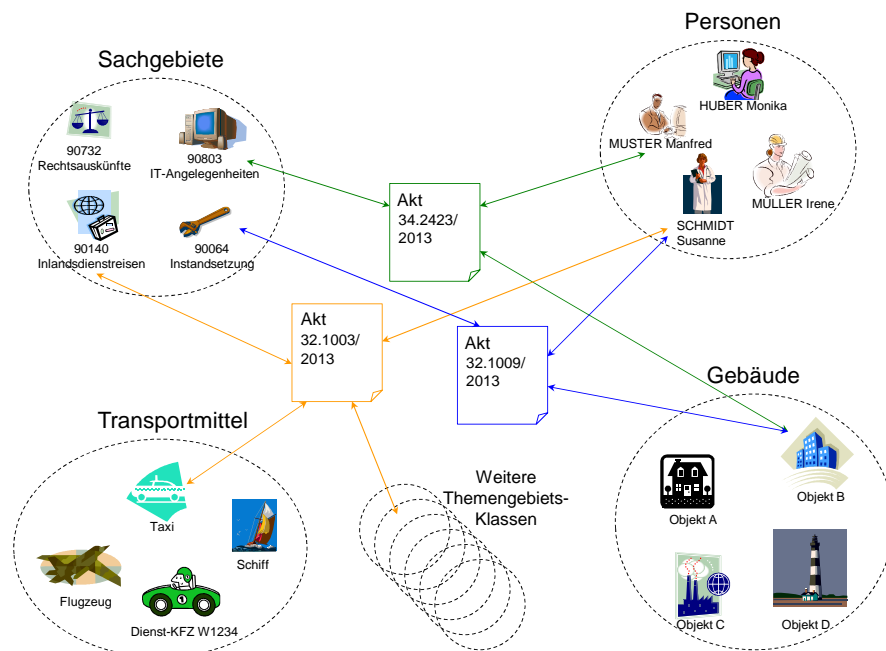 Personen
Sachgebiete
HUBER Monika
MUSTER Manfred
90732
Rechtsauskünfte
90803
IT-Angelegenheiten
MÜLLER Irene
Akt
34.2423/
2013
SCHMIDT
Susanne
90140
Inlandsdienstreisen
90064
Instandsetzung
Akt
32.1003/
2013
Akt
32.1009/
2013
Gebäude
Transportmittel
Weitere
Themengebiets-
Klassen
Objekt B
Objekt A
Taxi
Schiff
1
Flugzeug
Dienst-KFZ W1234
Objekt C
Objekt D